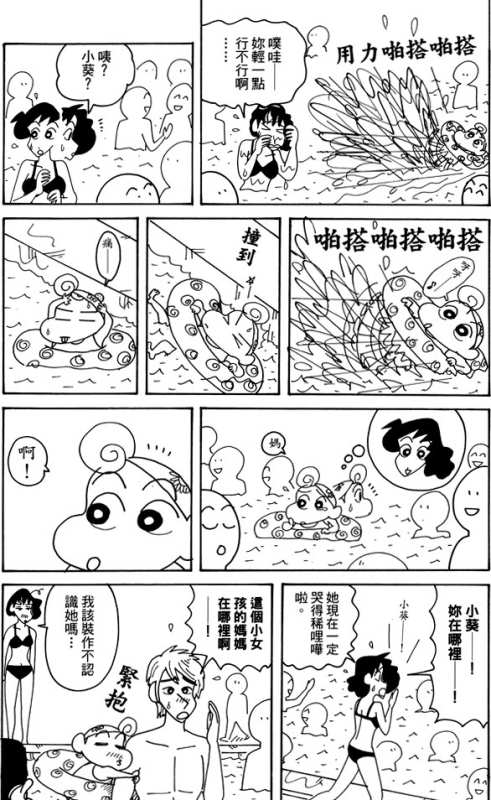 用力啪搭啪搭
噗哇——
妳輕一點
行不行啊
……
咦？
小葵？
啪搭啪搭啪搭
撞到
痛——
媽
啊！
小葵——！
妳在哪裡——！
小葵——！
她現在一定
哭得稀哩嘩
啦。
這個小女
孩的媽媽
在哪裡啊
——！
緊抱
我該裝作不認
識她嗎…